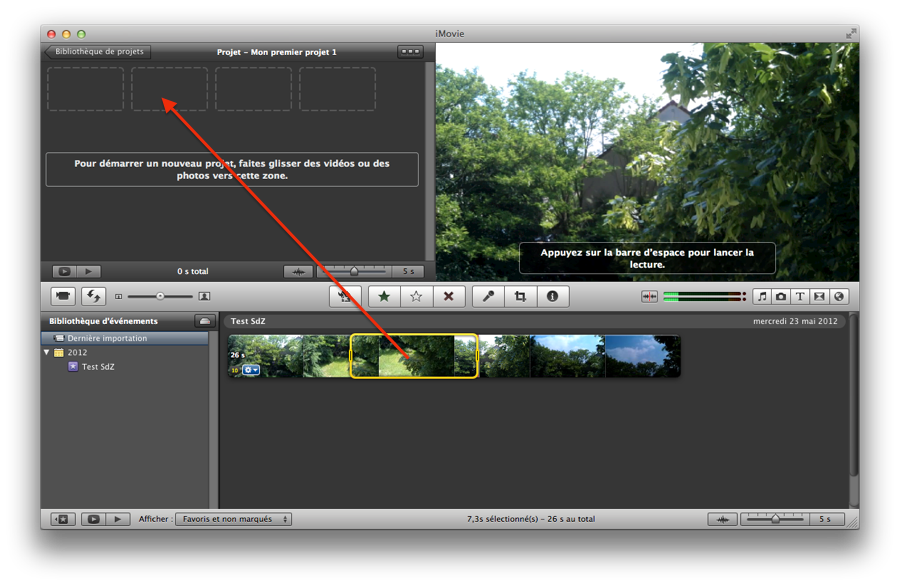 iMovie
Bibliothèque de projets
Projet – Mon premier projet 1
Pour démarrer un nouveau projet, faites glisser des vidéos ou des
photos vers cette zone.
Appuyez sur la barre d'espace pour lancer la
lecture.
0 s total
5 s
Bibliothèque d'événements
Test SdZ
mercredi 23 mai 2012
Dernière importation
2012
Test SdZ
26 s
10
Afficher :
Favoris et non marqués
7,3s sélectionné(s) – 26 s au total
5 s